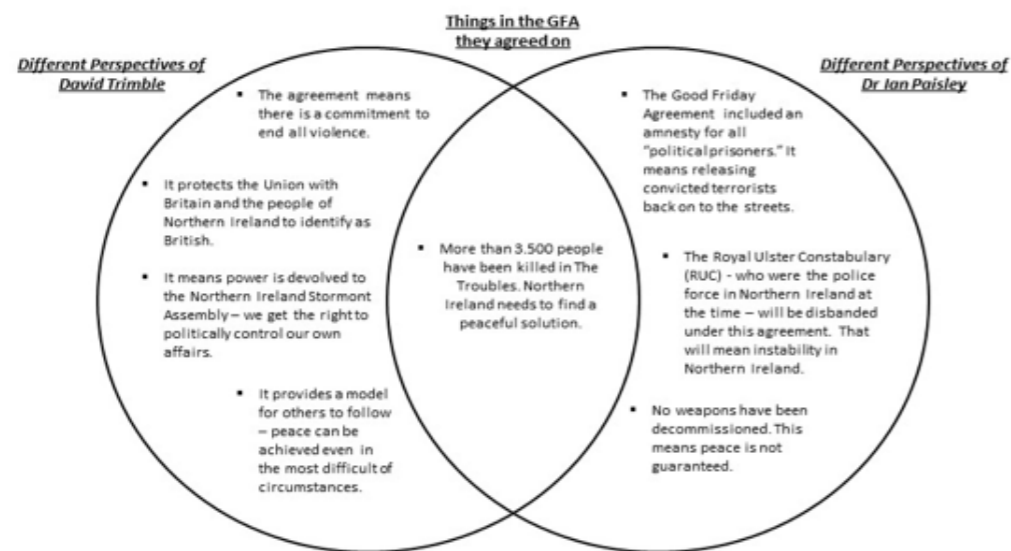 Things in the GFA
they agreed on
Different Perspectives of
David Trimble
▪ The agreement means
there is a commitment to
end all violence.
▪ It protects the Union with
Britain and the people of
Northern Ireland to identify as
British.
▪ It means power is devolved to
the Northern Ireland Stormont
Assembly – we get the right to
politically control our own
affairs.
▪ It provides a model
for others to follow
– peace can be
achieved even in
the most difficult of
circumstances.
▪ More than 3.500 people
have been killed in The
Troubles. Northern
Ireland needs to find a
peaceful solution.
Different Perspectives of
Dr Ian Paisley
▪ The Good Friday
Agreement included an
amnesty for all
“political prisoners.” It
means releasing
convicted terrorists
back on to the streets.
▪ The Royal Ulster Constabulary
(RUC) - who were the police
force in Northern Ireland at
the time – will be disbanded
under this agreement. That
will mean instability in
Northern Ireland.
▪ No weapons have been
decommissioned. This
means peace is not
guaranteed.